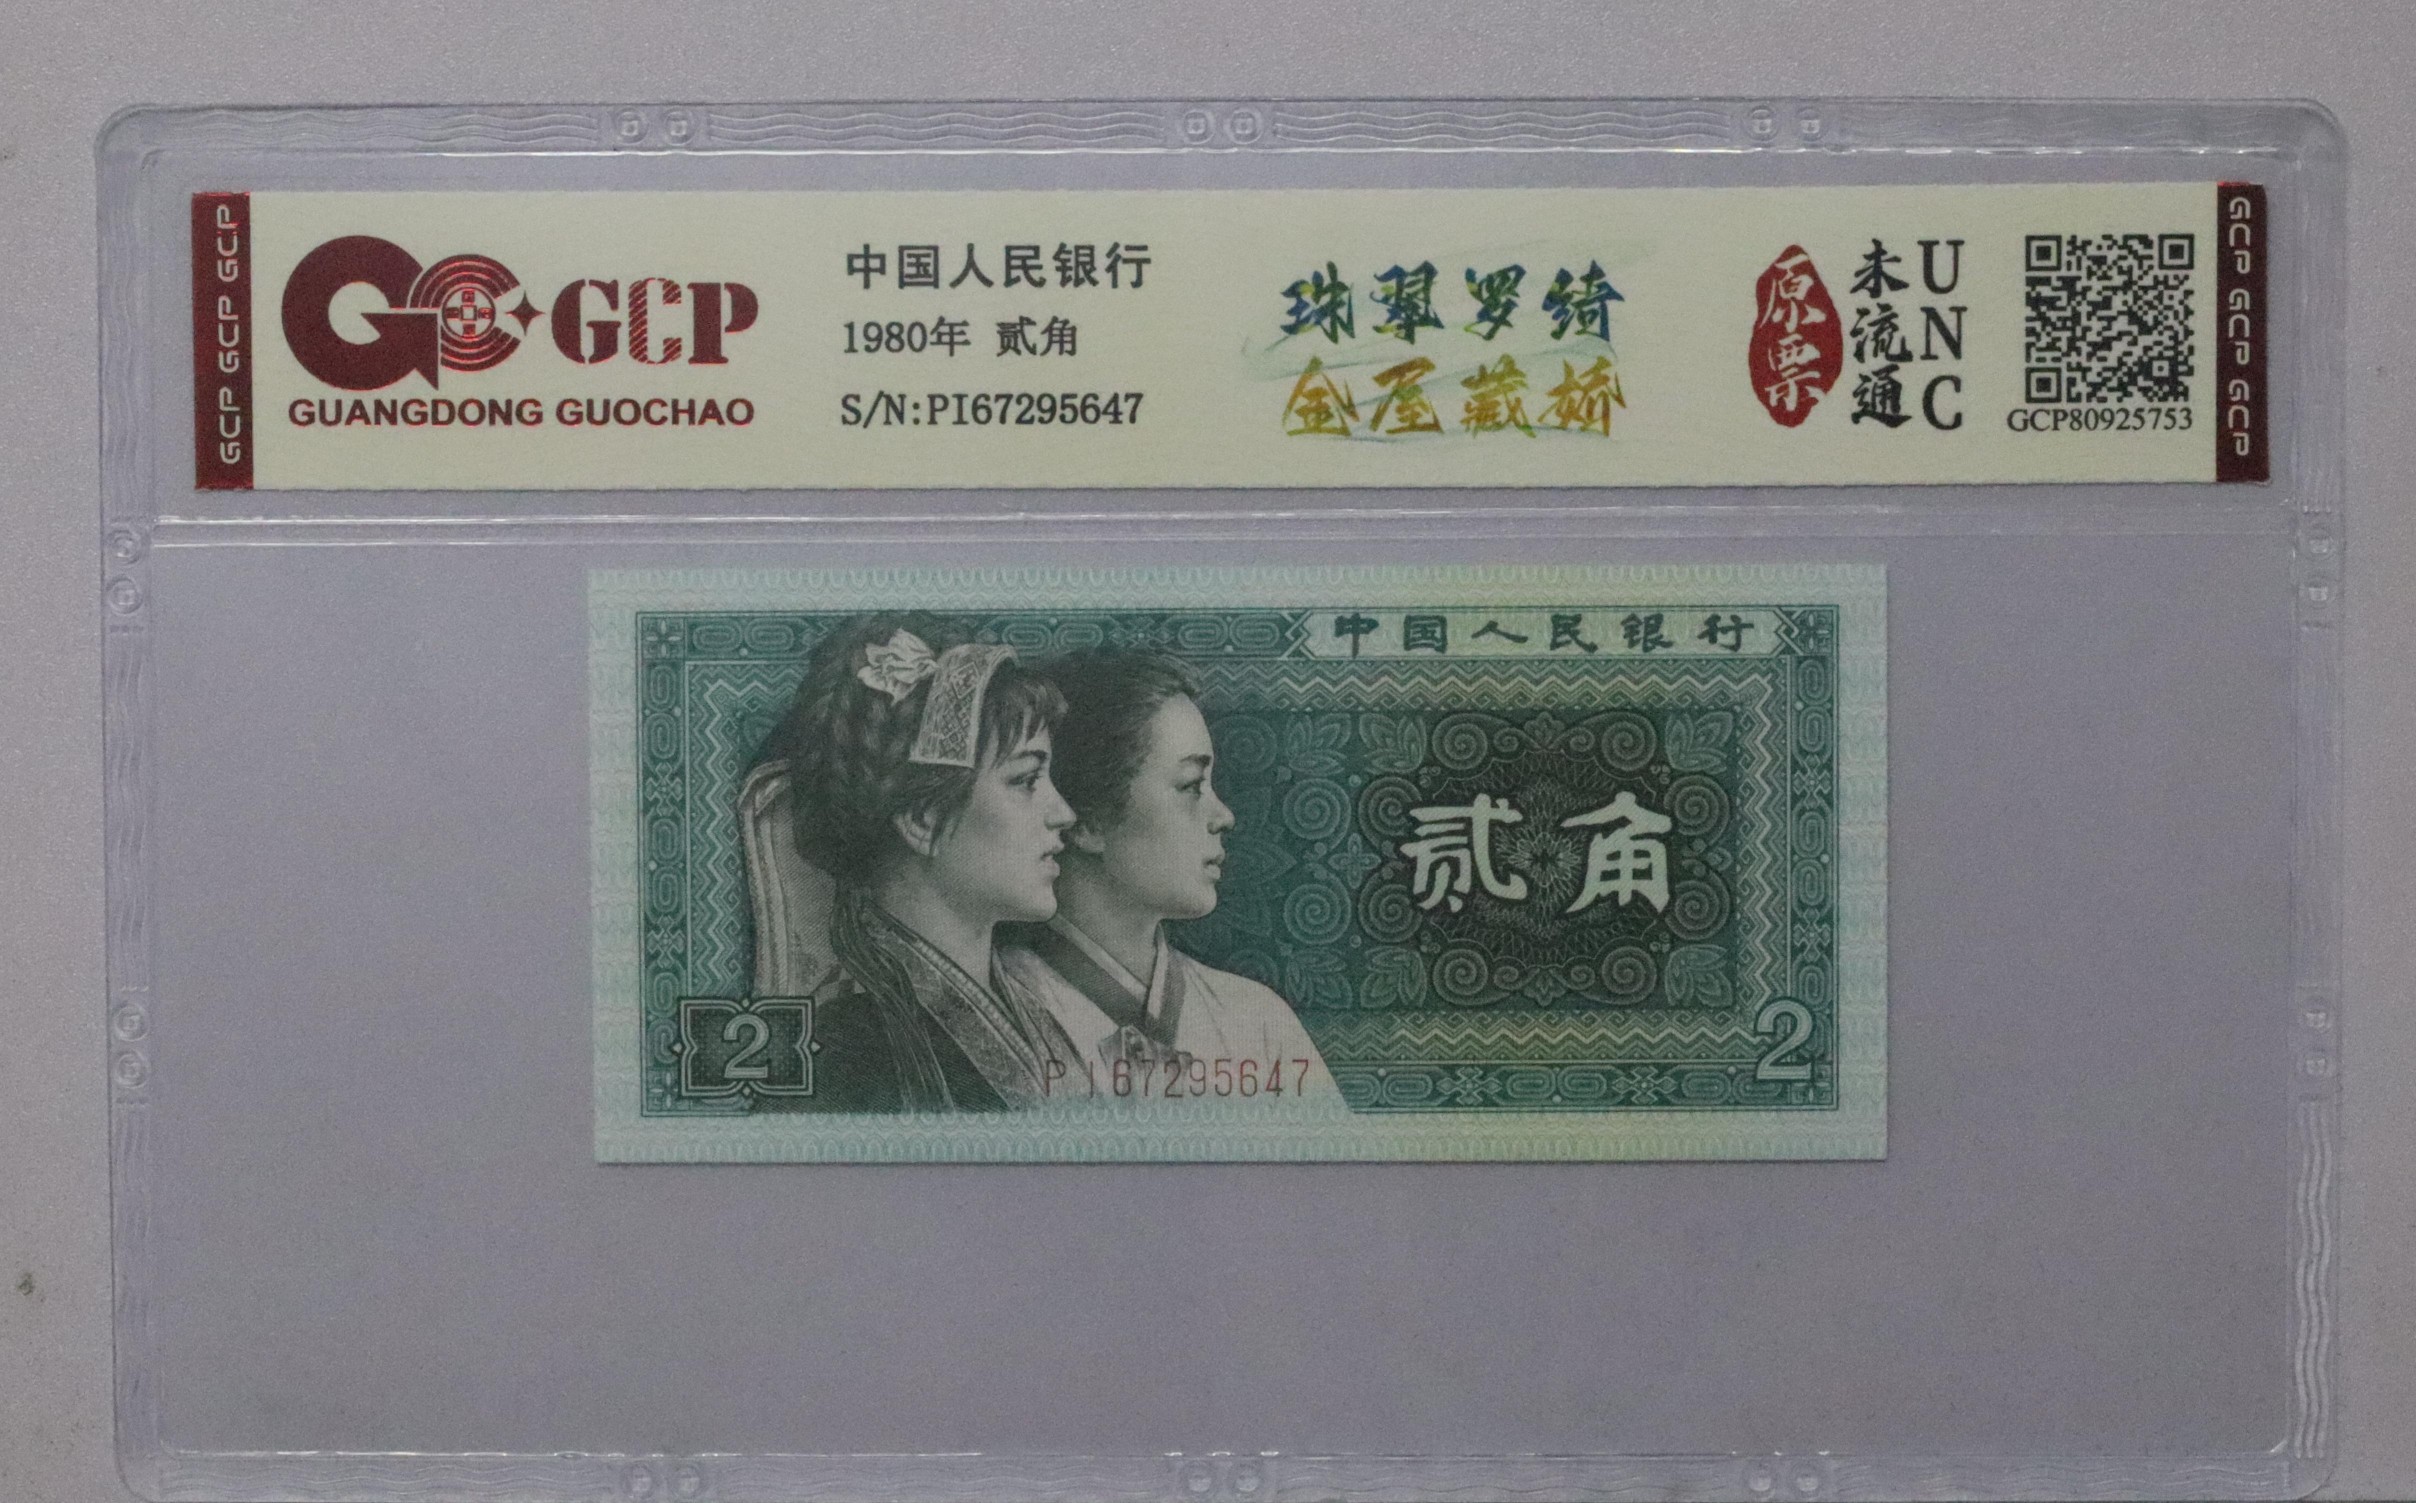 GCP GCP GCP
GCP
GUANGDONG GUOCHAO
中国人民银行
1980年 贰角
S/N:PI67295647
珠翠罗绮
金屋藏娇
原票
未流通
UNC
GCP80925753
GCP GCP GCP
中国人民银行
贰角
2
PI67295647
2